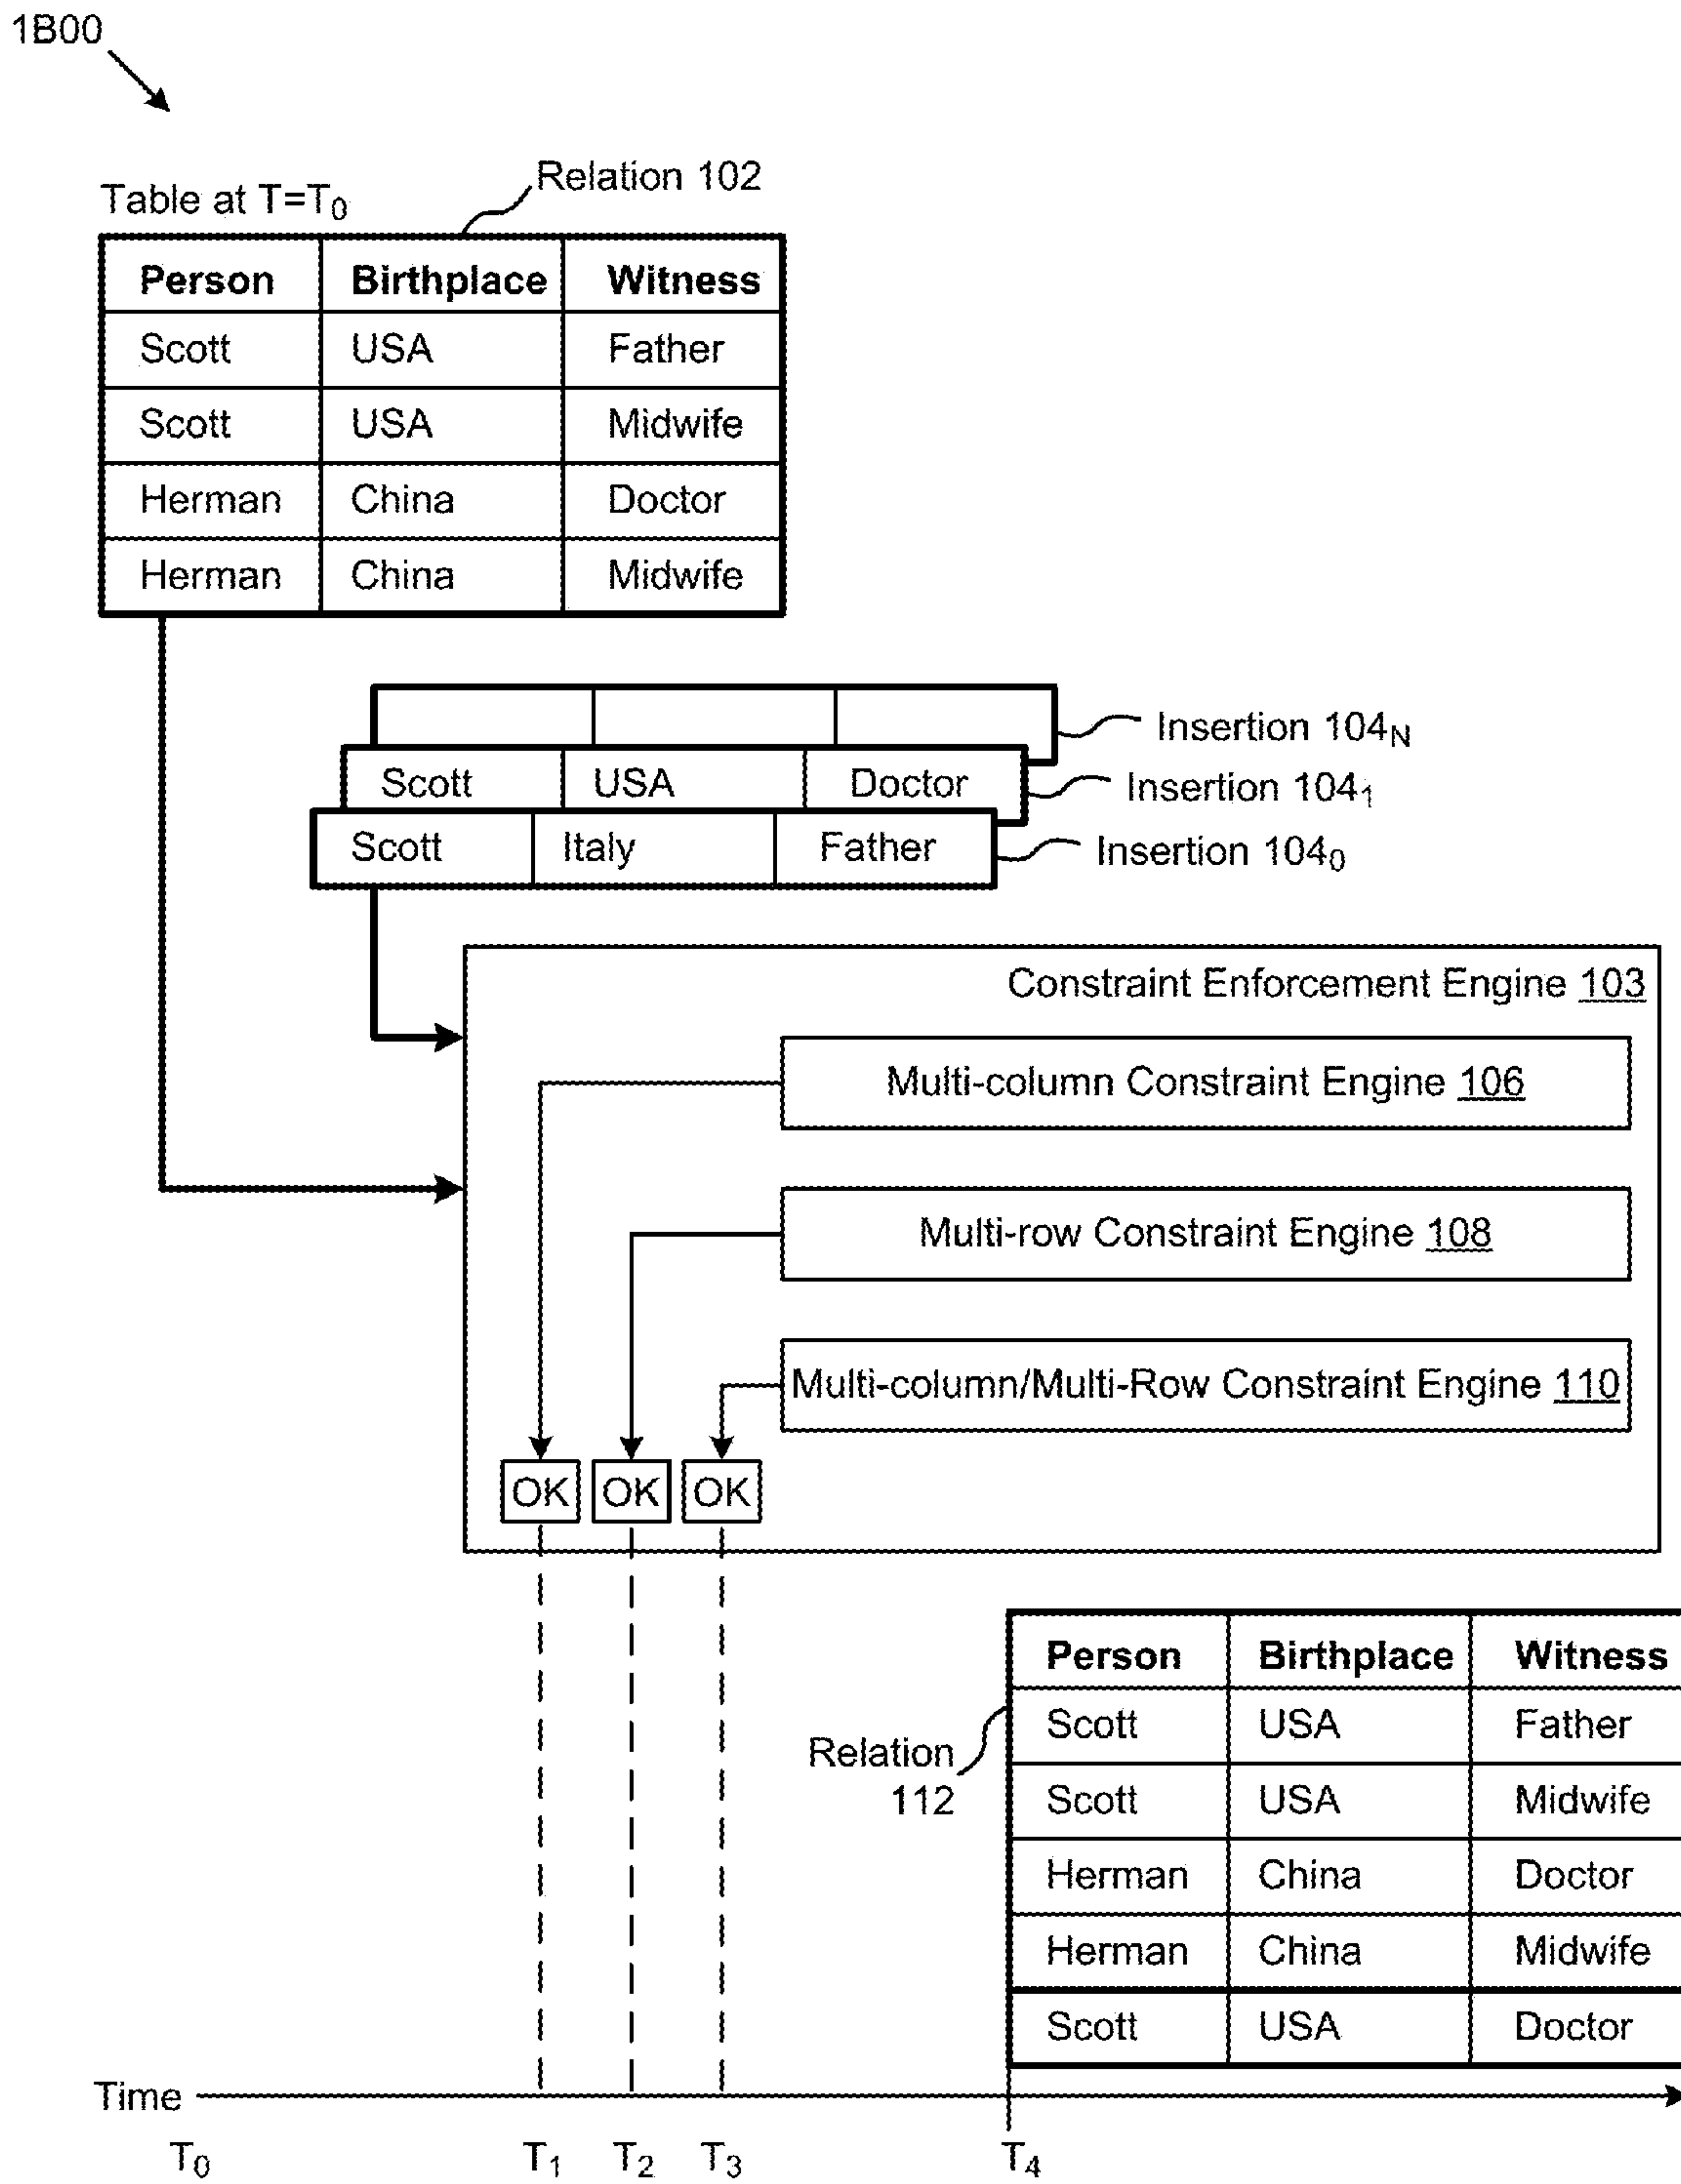 1B00
Relation 102
Table at T=T0
Person Birthplace Witness
Scott USA Father
Scott USA Midwife
Herman China Doctor
Herman China Midwife
Insertion 104N
Scott USA Doctor Insertion 1041
Scott Italy Father Insertion 1040
Constraint Enforcement Engine 103
Multi-column Constraint Engine 106
Multi-row Constraint Engine 108
Multi-column/Multi-Row Constraint Engine 110
OK OK OK
Person Birthplace Witness
Scott USA Father
Relation
112
Scott USA Midwife
Herman China Doctor
Herman China Midwife
Scott USA Doctor
Time
T0 T1 T2 T3 T4